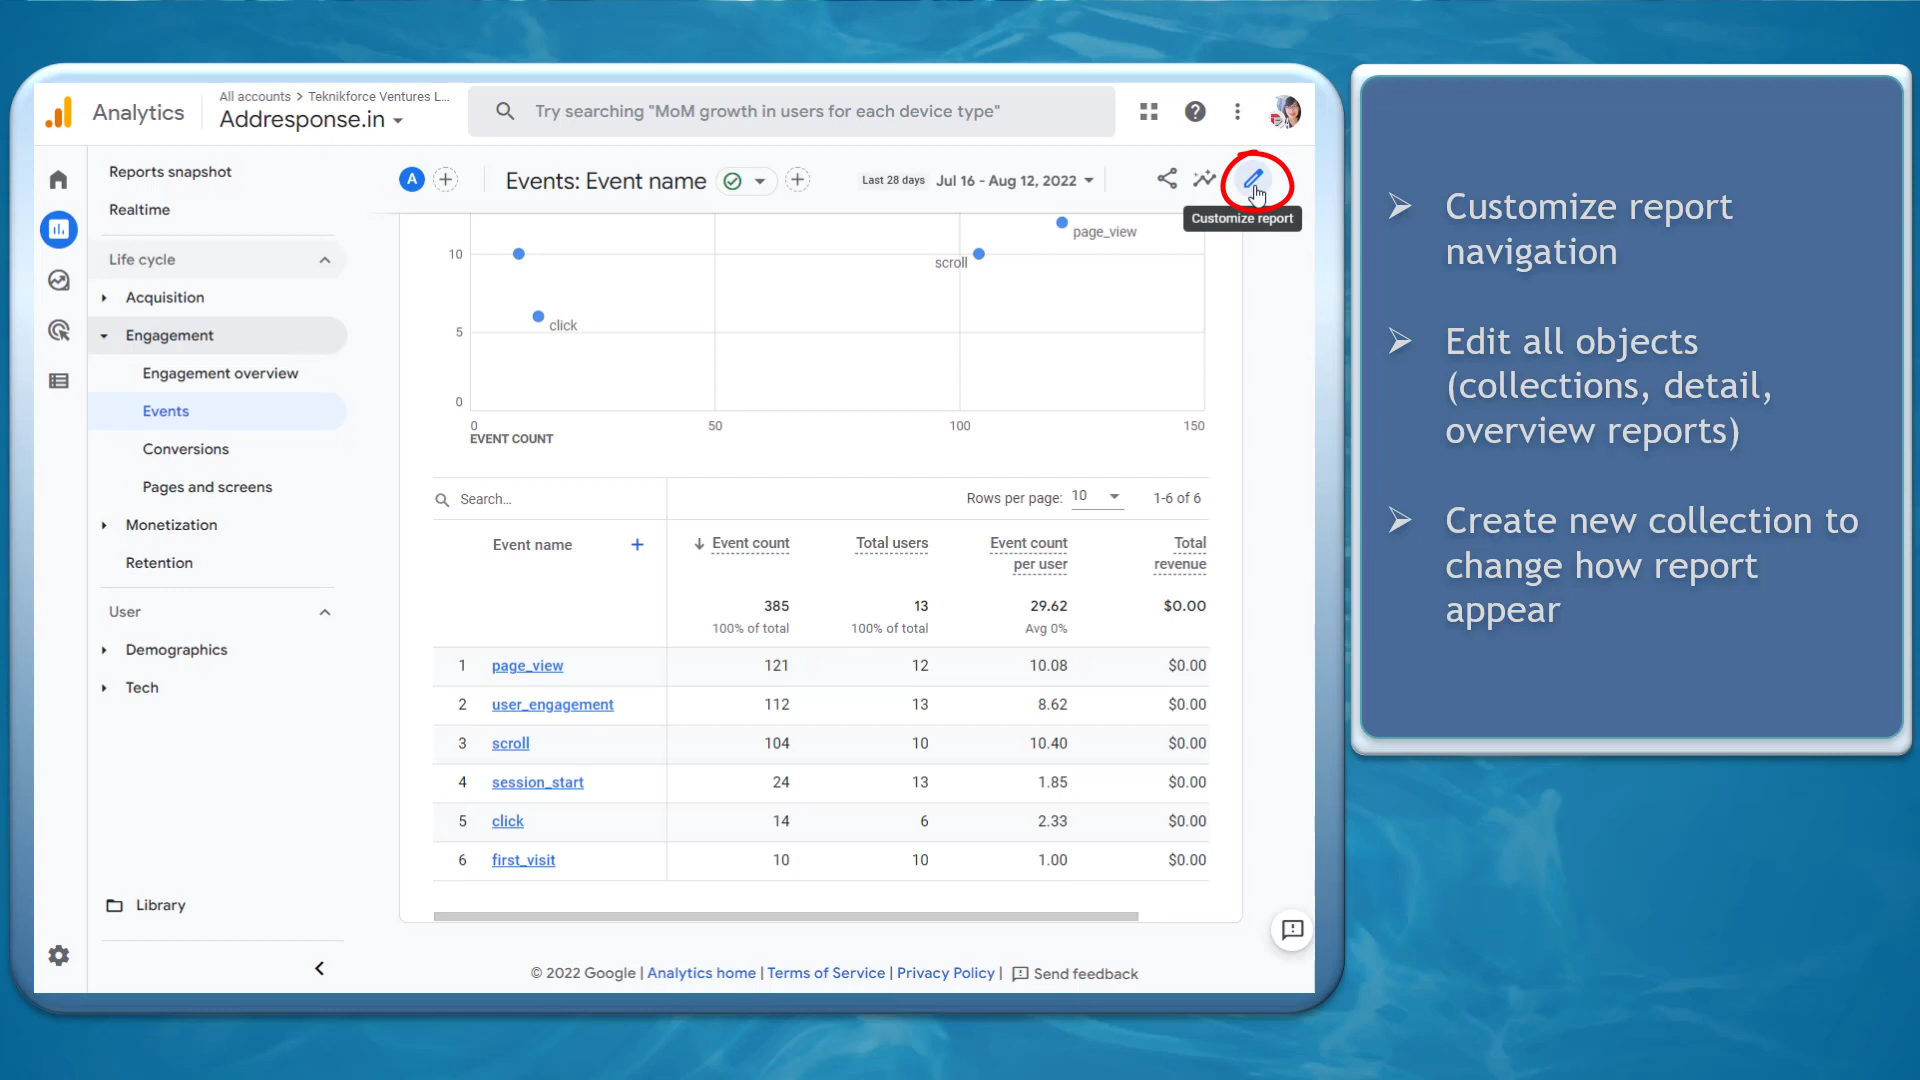 Analytics
All accounts > Teknikforce Ventures L...
Addresponse.in
Try searching "MoM growth in users for each device type"
Reports snapshot
Realtime
Life cycle
Acquisition
Engagement
Engagement overview
Events
Conversions
Pages and screens
Monetization
Retention
User
Demographics
Tech
Library
A
Events: Event name
Last 28 days Jul 16 - Aug 12, 2022
Customize report
10
5
0
page_view
scroll
click
0 50 100 150
EVENT COUNT
Search...
Rows per page: 10 1-6 of 6
Event name + Event count Total users Event count per user Total revenue
385 13 29.62 $0.00
100% of total 100% of total Avg 0%
1 page_view 121 12 10.08 $0.00
2 user_engagement 112 13 8.62 $0.00
3 scroll 104 10 10.40 $0.00
4 session_start 24 13 1.85 $0.00
5 click 14 6 2.33 $0.00
6 first_visit 10 10 1.00 $0.00
© 2022 Google | Analytics home | Terms of Service | Privacy Policy | Send feedback
Customize report
navigation
Edit all objects
(collections, detail,
overview reports)
Create new collection to
change how report
appear